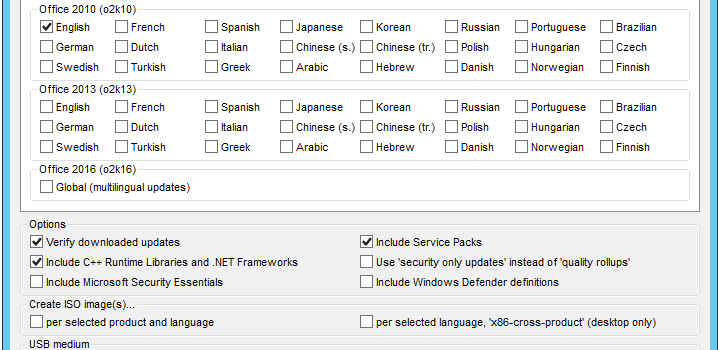 Office 2010 (o2k10)
English French Spanish Japanese Korean Russian Portuguese Brazilian
German Dutch Italian Chinese (s.) Chinese (tr.) Polish Hungarian Czech
Swedish Turkish Greek Arabic Hebrew Danish Norwegian Finnish
Office 2013 (o2k13)
English French Spanish Japanese Korean Russian Portuguese Brazilian
German Dutch Italian Chinese (s.) Chinese (tr.) Polish Hungarian Czech
Swedish Turkish Greek Arabic Hebrew Danish Norwegian Finnish
Office 2016 (o2k16)
Global (multilingual updates)
Options
Verify downloaded updates Include Service Packs
Include C++ Runtime Libraries and .NET Frameworks Use 'security only updates' instead of 'quality rollups'
Include Microsoft Security Essentials Include Windows Defender definitions
Create ISO image(s)...
per selected product and language per selected language, 'x86-cross-product' (desktop only)
USB medium